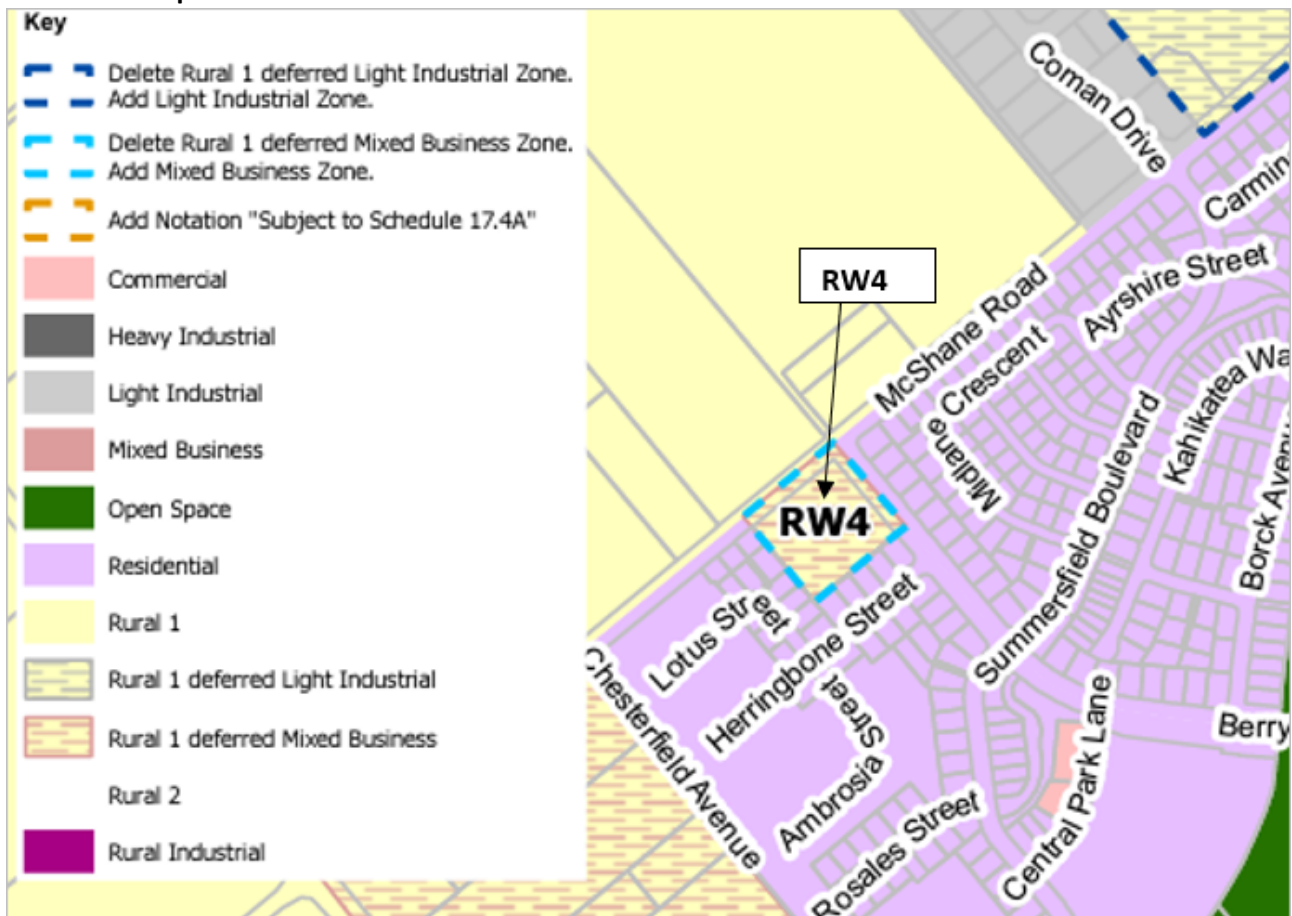 Key
Delete Rural 1 deferred Light Industrial Zone.
Add Light Industrial Zone.
Delete Rural 1 deferred Mixed Business Zone.
Add Mixed Business Zone.
Add Notation "Subject to Schedule 17.4A"
Commercial
Heavy Industrial
Light Industrial
Mixed Business
Open Space
Residential
Rural 1
Rural 1 deferred Light Industrial
Rural 1 deferred Mixed Business
Rural 2
Rural Industrial
Coman Drive
Carmin
RW4
McShane Road
Ayrshire Street
Midlane Crescent
Kahikatea Wa
Summersfield Boulevard
Borck Avenu
RW4
Lotus Street
Herringbone Street
Chesterfield Avenue
Ambrosia Street
Rosales Street
Central Park Lane
Berry